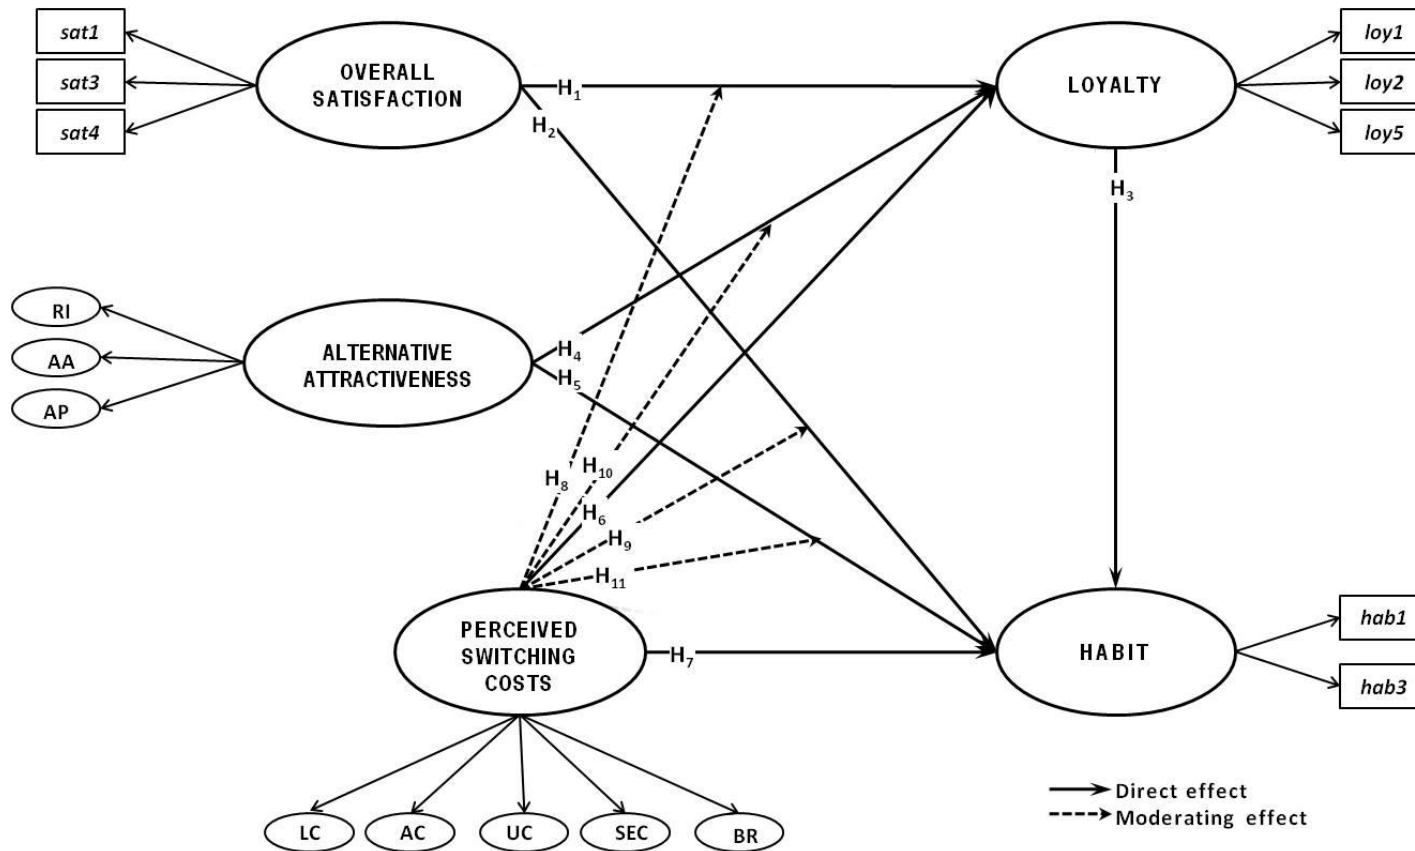 sat1
sat3
sat4
OVERALL
SATISFACTION
H1
H2
LOYALTY
loy1
loy2
loy5
H3
RI
AA
AP
ALTERNATIVE
ATTRACTIVENESS
H4
H5
H8
H10
H6
H9
H11
PERCEIVED
SWITCHING
COSTS
H7
HABIT
hab1
hab3
LC
AC
UC
SEC
BR
Direct effect
Moderating effect